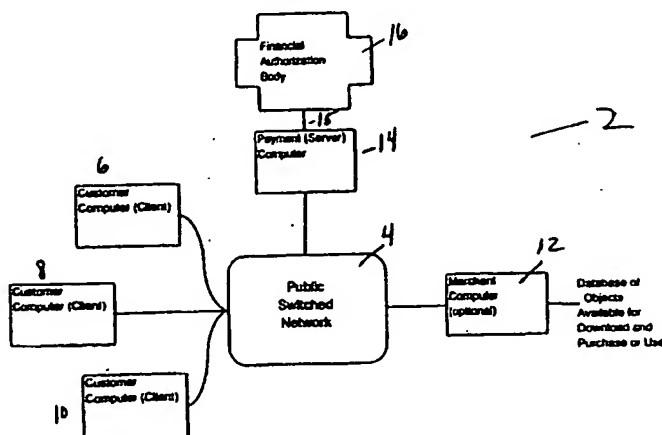 16
Financial
Authorization
Body
15
2
Payment (Server)
Computer
14
6
Customer
Computer (Client)
4
8
12
Customer
Computer (Client)
Public
Switched
Network
Merchant
Computer
(optional)
Database of
Objects
Available for
Download and
Purchase or Use
10
Customer
Computer (Client)